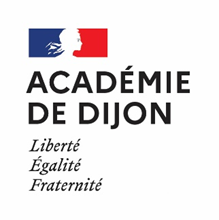 ACADÉMIE
DE DIJON
Liberté
Égalité
Fraternité